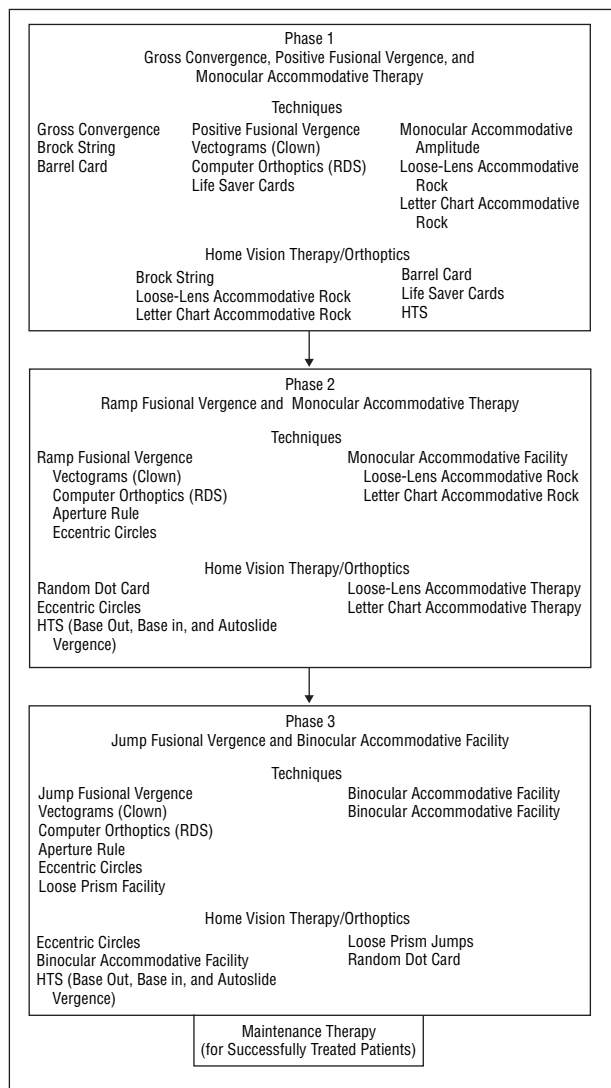 Phase 1
Gross Convergence, Positive Fusional Vergence, and
Monocular Accommodative Therapy
Techniques
Gross Convergence
Brock String
Barrel Card
Positive Fusional Vergence
Vectograms (Clown)
Computer Orthoptics (RDS)
Life Saver Cards
Monocular Accommodative
Amplitude
Loose-Lens Accommodative
Rock
Letter Chart Accommodative
Rock
Home Vision Therapy/Orthoptics
Brock String
Loose-Lens Accommodative Rock
Letter Chart Accommodative Rock
Barrel Card
Life Saver Cards
HTS
Phase 2
Ramp Fusional Vergence and Monocular Accommodative Therapy
Techniques
Ramp Fusional Vergence
Vectograms (Clown)
Computer Orthoptics (RDS)
Aperture Rule
Eccentric Circles
Monocular Accommodative Facility
Loose-Lens Accommodative Rock
Letter Chart Accommodative Rock
Home Vision Therapy/Orthoptics
Random Dot Card
Eccentric Circles
HTS (Base Out, Base in, and Autoslide
Vergence)
Loose-Lens Accommodative Therapy
Letter Chart Accommodative Therapy
Phase 3
Jump Fusional Vergence and Binocular Accommodative Facility
Techniques
Jump Fusional Vergence
Vectograms (Clown)
Computer Orthoptics (RDS)
Aperture Rule
Eccentric Circles
Loose Prism Facility
Binocular Accommodative Facility
Binocular Accommodative Facility
Home Vision Therapy/Orthoptics
Eccentric Circles
Binocular Accommodative Facility
HTS (Base Out, Base in, and Autoslide
Vergence)
Loose Prism Jumps
Random Dot Card
Maintenance Therapy
(for Successfully Treated Patients)